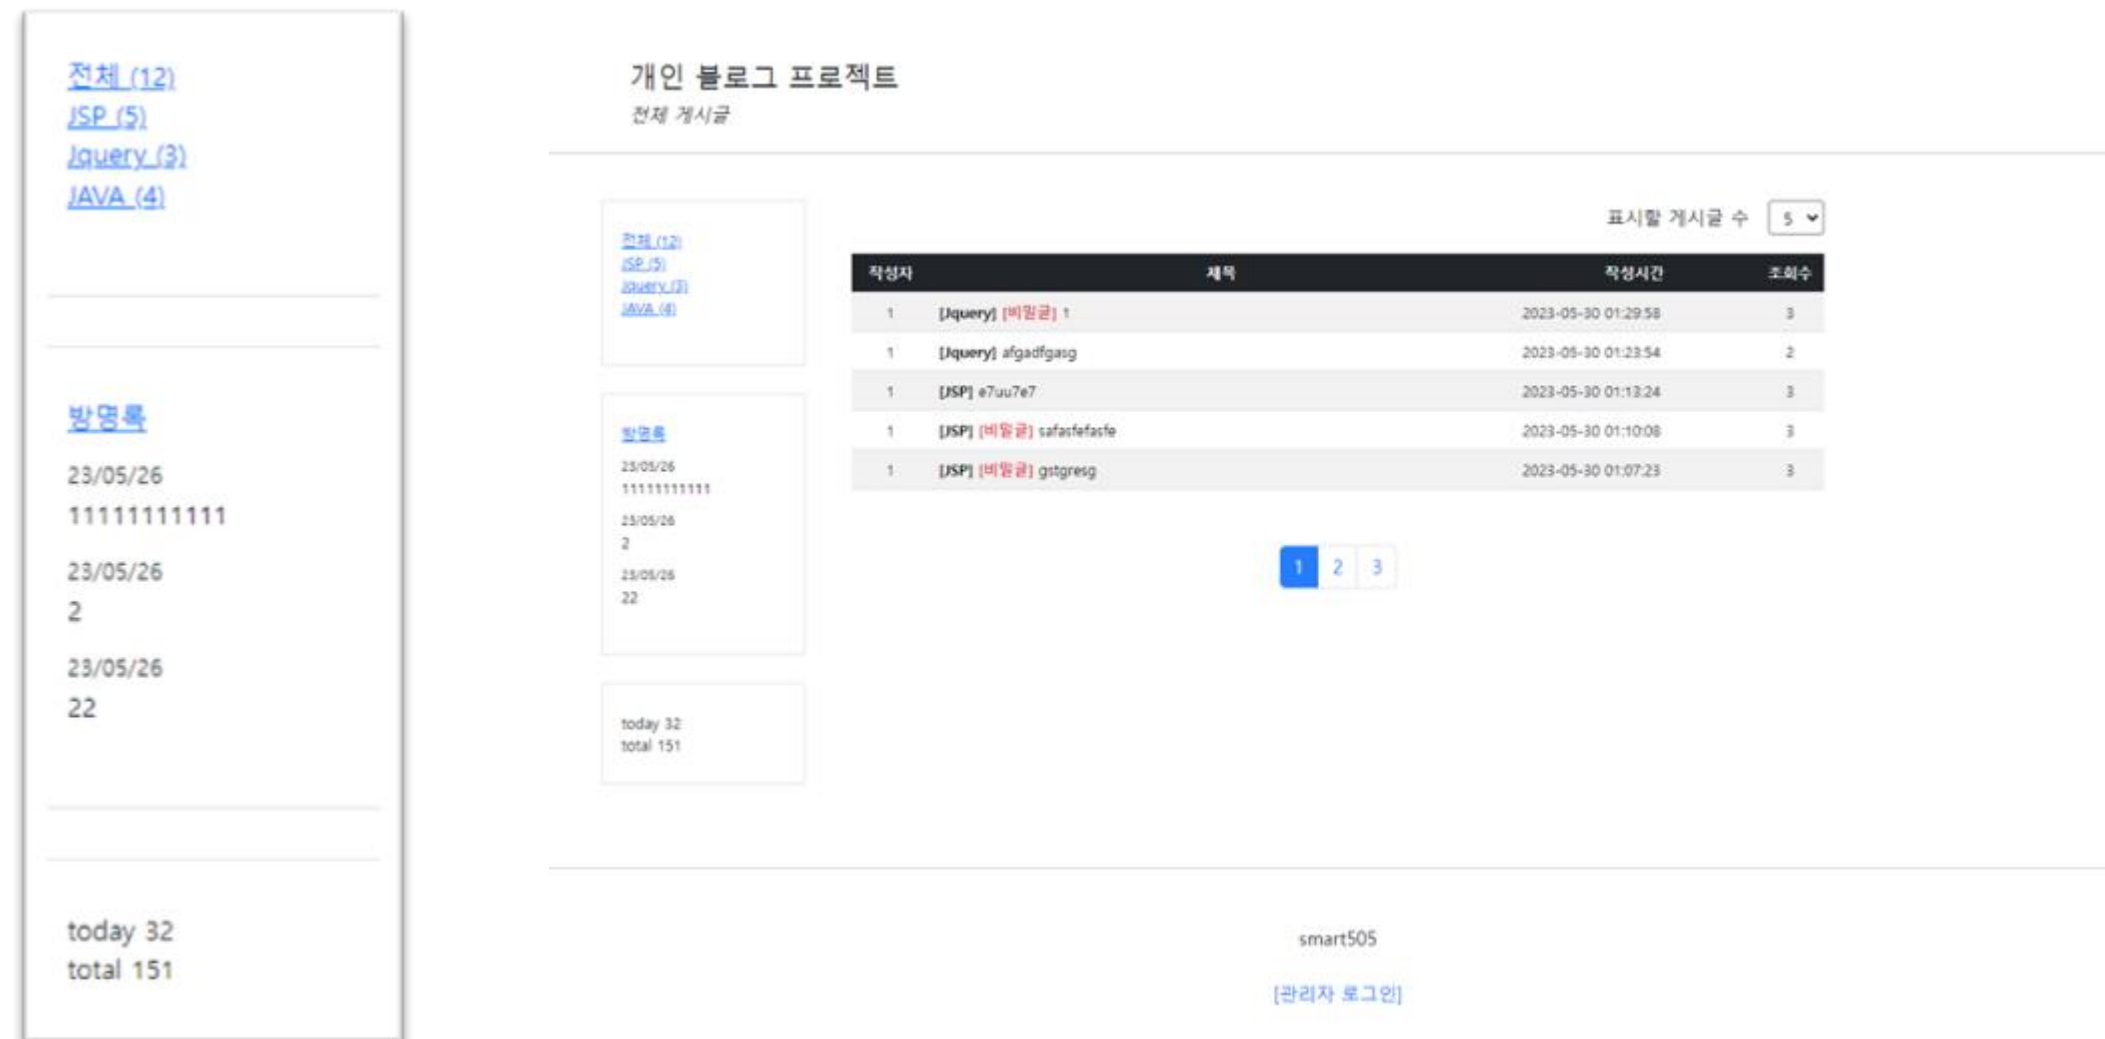 전체 (12)
JSP (5)
Jquery (3)
JAVA (4)
방명록
23/05/26
11111111111
23/05/26
2
23/05/26
22
today 32
total 151
개인 블로그 프로젝트
전체 게시글
전체 (12)
JSP (5)
Jquery (3)
JAVA (4)
방명록
23/05/26
11111111111
23/05/26
2
23/05/26
22
today 32
total 151
표시할 게시글 수 5
작성자 제목 작성시간 조회수
1 [Jquery] [비밀글] 1 2023-05-30 01:29:58 3
1 [Jquery] afgadfgasg 2023-05-30 01:23:54 2
1 [JSP] e7uu7e7 2023-05-30 01:13:24 3
1 [JSP] [비밀글] safasfefasfe 2023-05-30 01:10:08 3
1 [JSP] [비밀글] gstgresg 2023-05-30 01:07:23 3
1 2 3
smart505
[관리자 로그인]